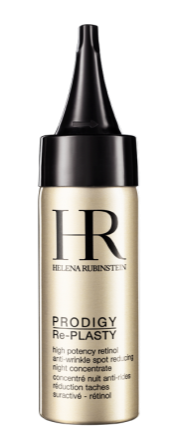 HR
HELENA RUBINSTEIN
PRODIGY
Re-PLASTY
high potency retinol
anti-wrinkle spot reducing
night concentrate
concentré nuit anti-rides
réduction taches
suractivé - rétinol